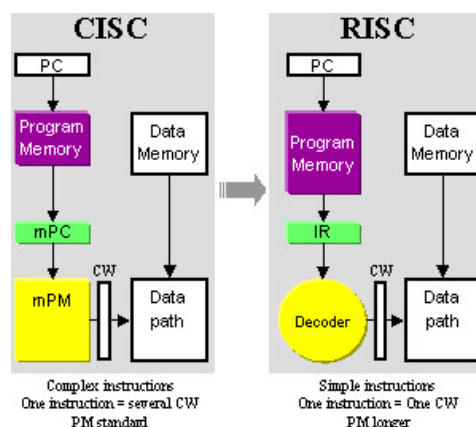 CISC
PC
Program
Memory
Data
Memory
mPC
mPM
CW
Data
path
Complex instructions
One instruction = several CW
PM standard
RISC
PC
Program
Memory
Data
Memory
IR
Decoder
CW
Data
path
Simple instructions
One instruction = One CW
PM longer